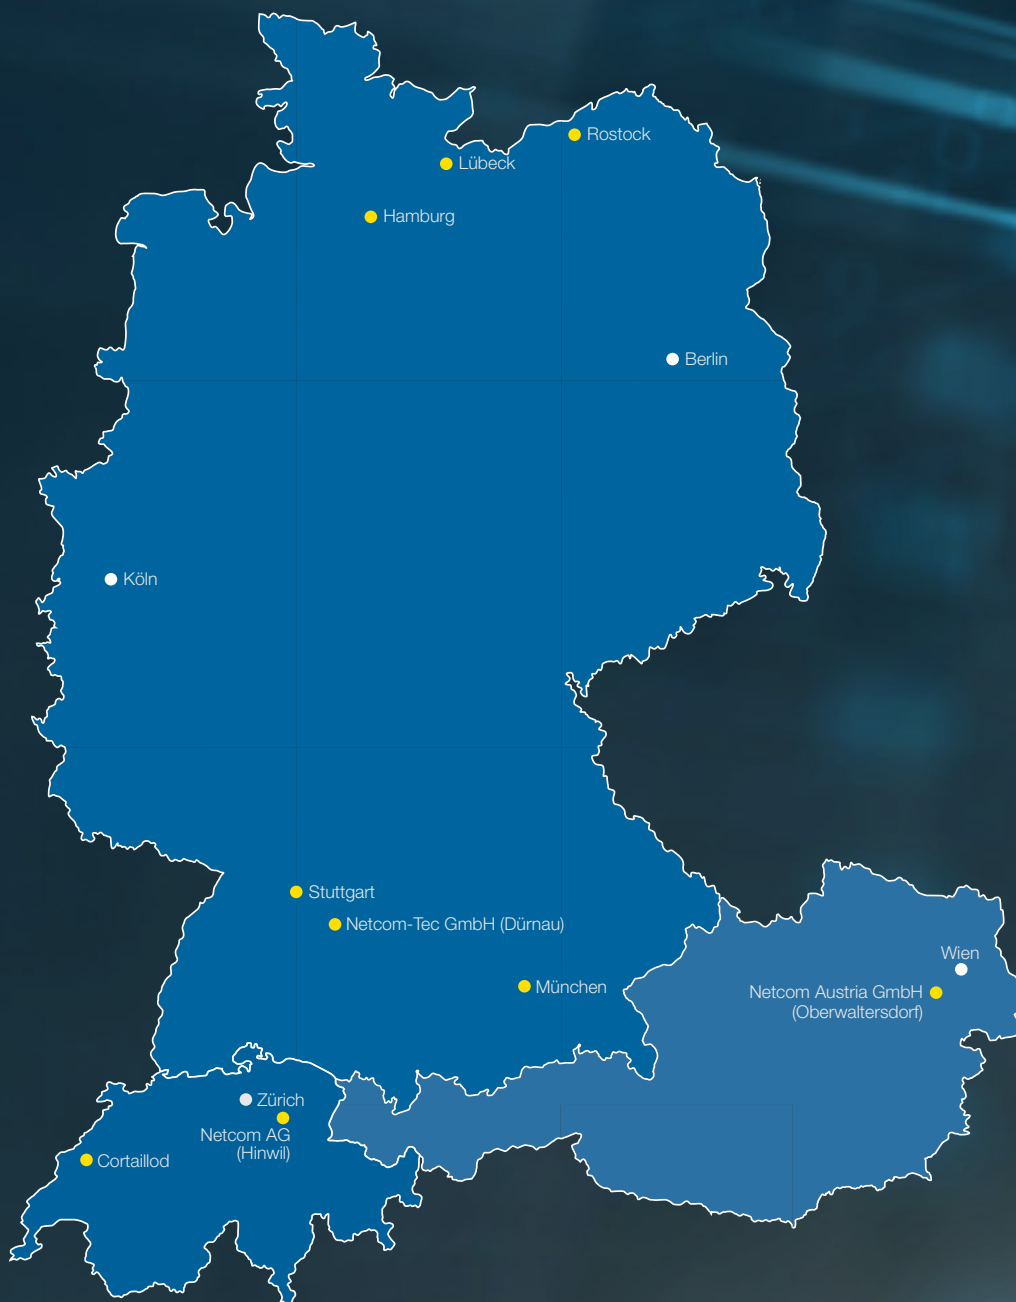 Rostock
Lübeck
Hamburg
Berlin
Köln
Stuttgart
Netcom-Tec GmbH (Dürnau)
Wien
München
Netcom Austria GmbH
(Oberwaltersdorf)
Zürich
Netcom AG
(Hinwil)
Cortaillod